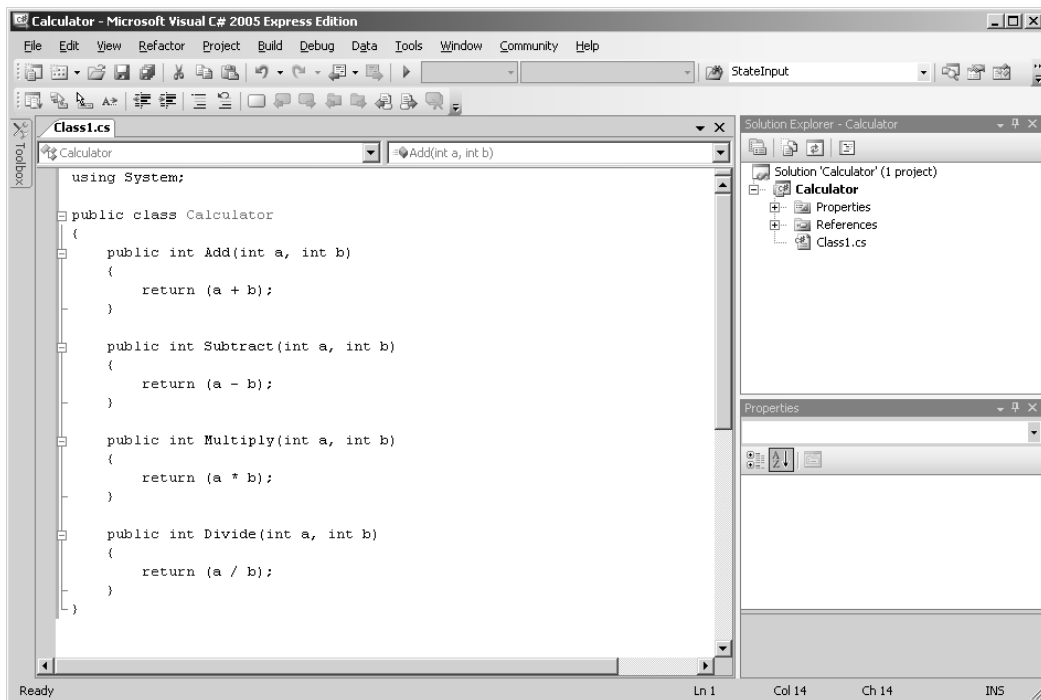 Calculator - Microsoft Visual C# 2005 Express Edition
File Edit View Refactor Project Build Debug Data Tools Window Community Help
StateInput
Toolbox
Class1.cs
Calculator
Add(int a, int b)
using System;
public class Calculator
{
public int Add(int a, int b)
{
return (a + b);
}
public int Subtract(int a, int b)
{
return (a - b);
}
public int Multiply(int a, int b)
{
return (a * b);
}
public int Divide(int a, int b)
{
return (a / b);
}
}
Solution Explorer - Calculator
Solution 'Calculator' (1 project)
Calculator
Properties
References
Class1.cs
Properties
Ready Ln 1 Col 14 Ch 14 INS